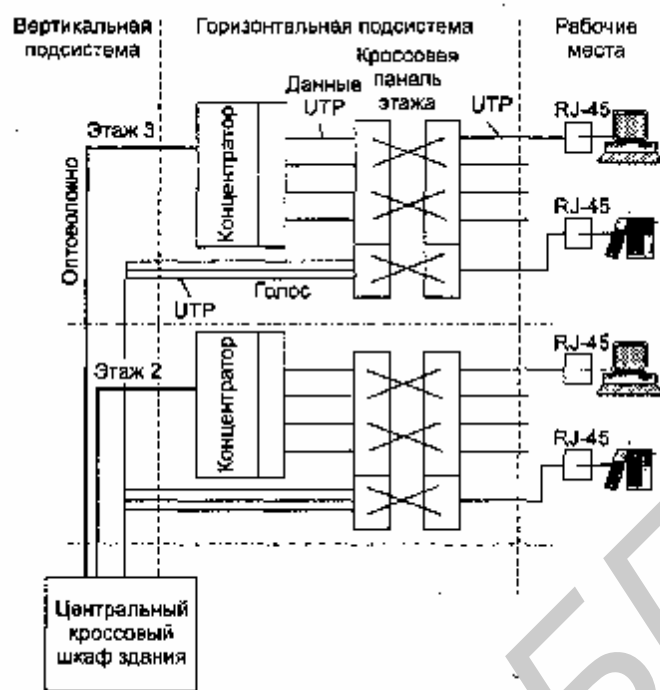 Вертикальная
подсистема
Горизонтальная подсистема
Рабочие
места
Кроссовая
панель
этажа
Данные
UTP
UTP
RJ-45
Этаж 3
Концентратор
Оптоволокно
RJ-45
UTP
Голос
RJ-45
Этаж 2
Концентратор
RJ-45
Центральный
кроссовый
шкаф здания